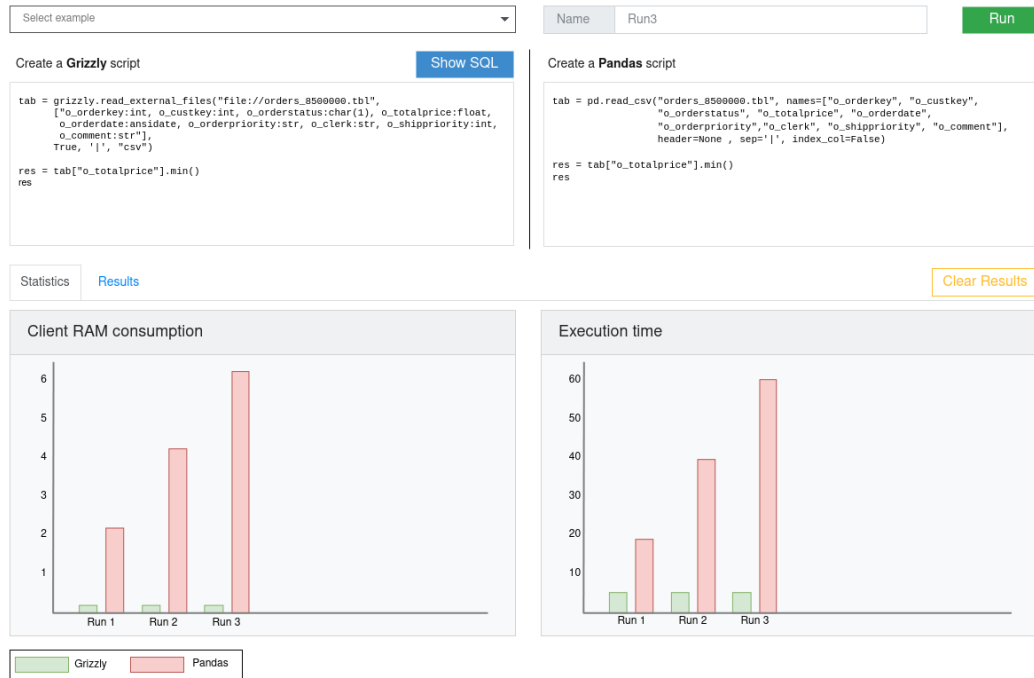 Select example
Name Run3 Run
Create a Grizzly script Show SQL
tab = grizzly.read_external_files("file://orders_8500000.tbl",
["o_orderkey:int, o_custkey:int, o_orderstatus:char(1), o_totalprice:float,
o_orderdate:ansidate, o_orderpriority:str, o_clerk:str, o_shippriority:int,
o_comment:str"],
True, '|', "csv")
res = tab["o_totalprice"].min()
res
Create a Pandas script
tab = pd.read_csv("orders_8500000.tbl", names=["o_orderkey", "o_custkey",
"o_orderstatus", "o_totalprice", "o_orderdate",
"o_orderpriority","o_clerk", "o_shippriority", "o_comment"],
header=None , sep='|', index_col=False)
res = tab["o_totalprice"].min()
res
Statistics Results Clear Results
Client RAM consumption
6
5
4
3
2
1
Run 1 Run 2 Run 3
Execution time
60
50
40
30
20
10
Run 1 Run 2 Run 3
Grizzly Pandas